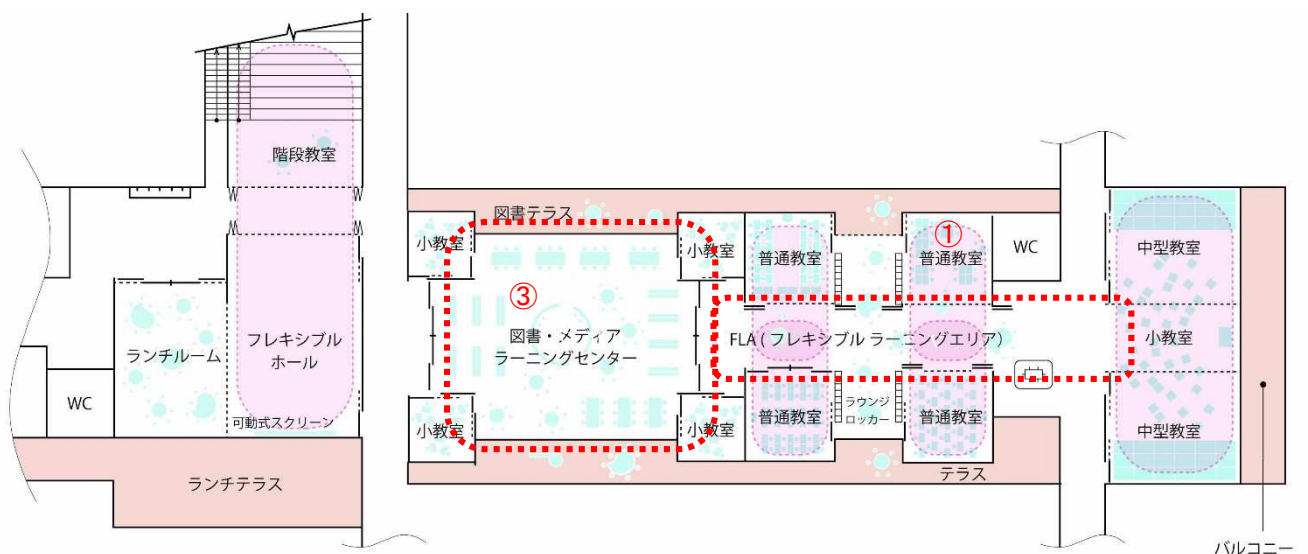 階段教室
図書テラス
小教室
小教室
普通教室
①
普通教室
WC
中型教室
③
ランチルーム
フレキシブル
ホール
図書・メディア
ラーニングセンター
FLA ( フレキシブル ラーニングエリア)
小教室
WC
可動式スクリーン
小教室
小教室
普通教室
ラウンジ
ロッカー
普通教室
中型教室
ランチテラス
テラス
バルコニー